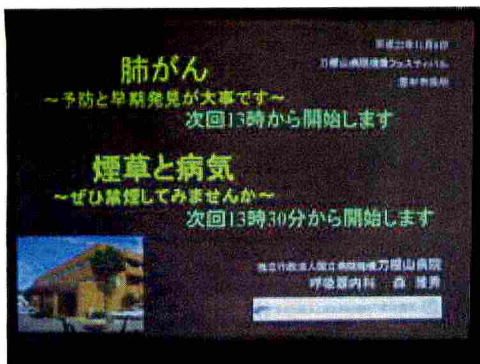 肺がん
～予防と早期発見が大事です～
次回13時から開始します
煙草と病気
～ぜひ禁煙してみませんか～
次回13時30分から開始します
独立行政法人国立病院機構刀根山病院
呼吸器内科